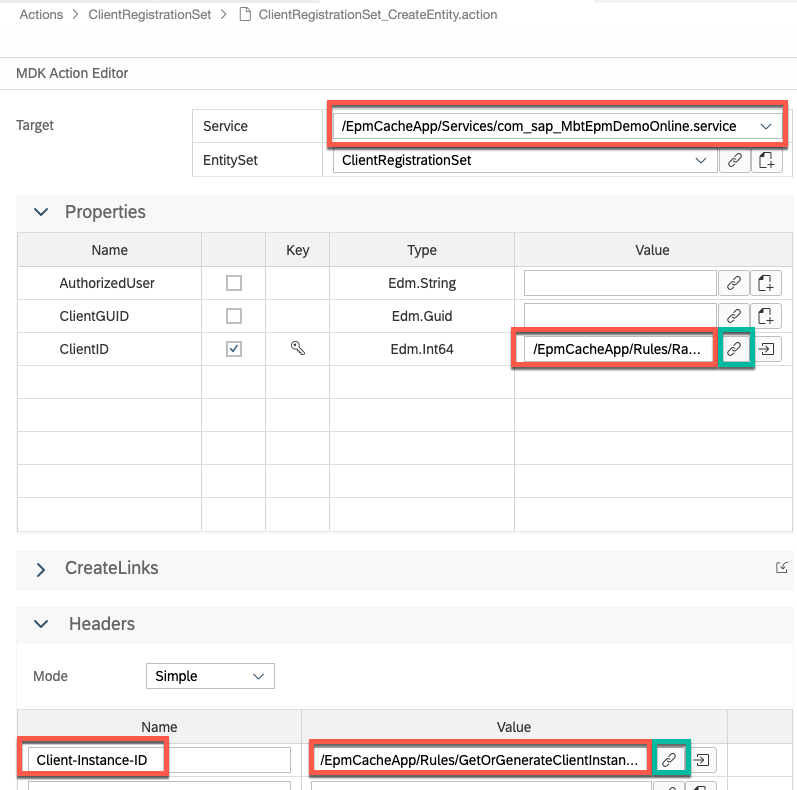 Actions > ClientRegistrationSet > ClientRegistrationSet_CreateEntity.action
MDK Action Editor
Target
Service /EpmCacheApp/Services/com_sap_MbtEpmDemoOnline.service
EntitySet ClientRegistrationSet
Properties
Name Key Type Value
AuthorizedUser Edm.String
ClientGUID Edm.Guid
ClientID Edm.Int64 /EpmCacheApp/Rules/Ra...
CreateLinks
Headers
Mode Simple
Name Value
Client-Instance-ID /EpmCacheApp/Rules/GetOrGenerateClientInstan...